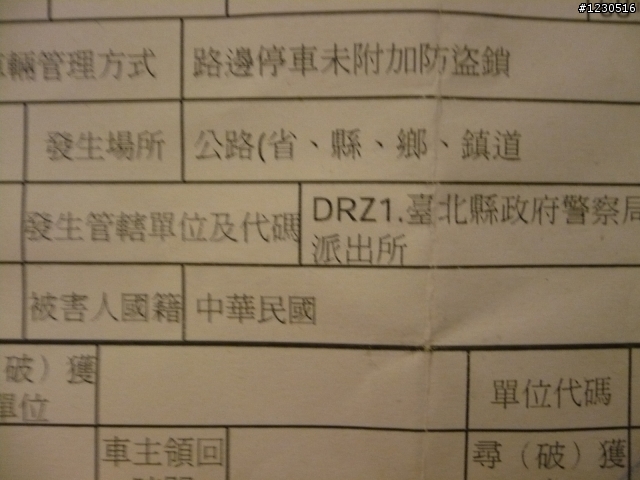 #1230516
輛管理方式 路邊停車未附加防盜鎖
發生場所 公路(省、縣、鄉、鎮道
發生管轄單位及代碼 DRZ1.臺北縣政府警察局
派出所
被害人國籍 中華民國
破）獲
單位 單位代碼
車主領回 尋（破）獲